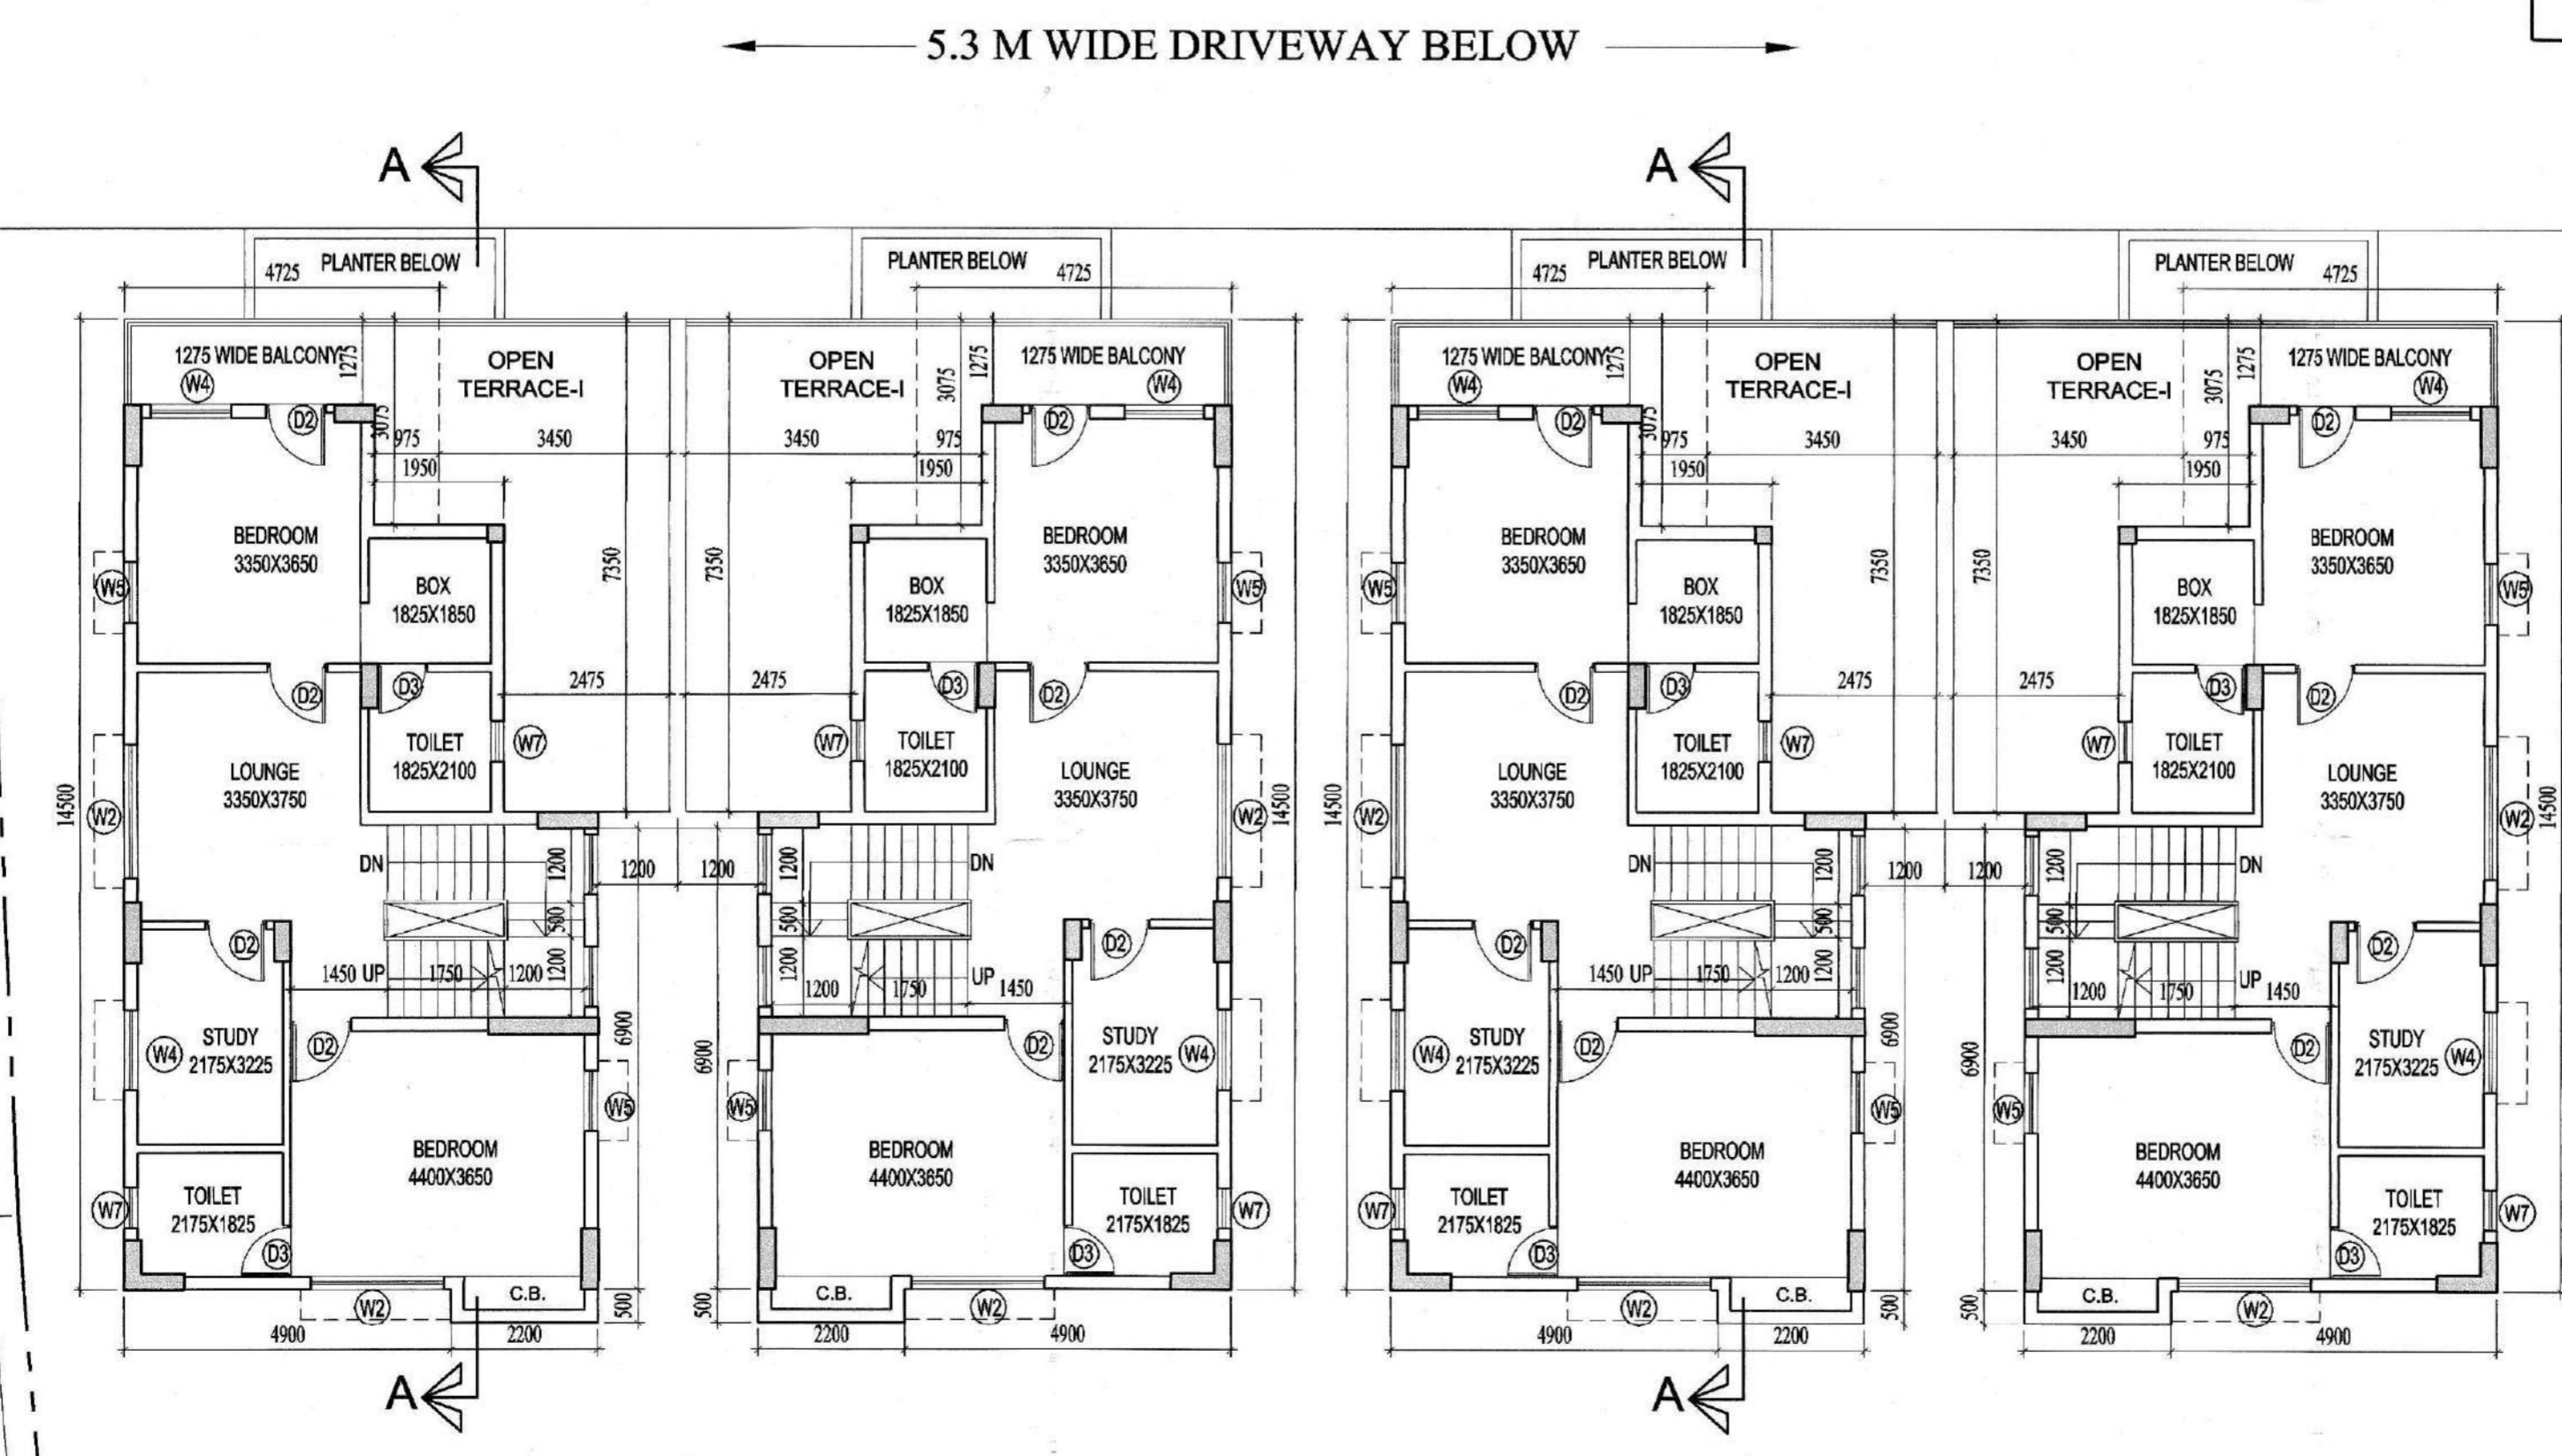 5.3 M WIDE DRIVEWAY BELOW
A
A
PLANTER BELOW
4725
PLANTER BELOW
4725
PLANTER BELOW
4725
PLANTER BELOW
4725
1275 WIDE BALCONY
1275
OPEN
TERRACE-I
OPEN
TERRACE-I
1275
1275 WIDE BALCONY
1275 WIDE BALCONY
1275
OPEN
TERRACE-I
OPEN
TERRACE-I
1275
1275 WIDE BALCONY
W4
3075
W4
W4
3075
W4
D2
3075
D2
D2
3075
D2
975
3450
3450
975
975
3450
3450
975
1950
1950
1950
1950
BEDROOM
3350X3650
BOX
1825X1850
7350
7350
BOX
1825X1850
BEDROOM
3350X3650
BEDROOM
3350X3650
BOX
1825X1850
7350
7350
BOX
1825X1850
BEDROOM
3350X3650
W5
W5
W5
W5
D2
D3
2475
2475
D3
D2
D2
D3
2475
2475
D3
D2
TOILET
1825X2100
W7
W7
TOILET
1825X2100
TOILET
1825X2100
W7
W7
TOILET
1825X2100
14500
W2
LOUNGE
3350X3750
LOUNGE
3350X3750
W2
14500
14500
W2
LOUNGE
3350X3750
LOUNGE
3350X3750
W2
14500
DN
1200
1200
1200
1200
DN
DN
1200
1200
1200
1200
DN
500
500
500
500
D2
D2
D2
D2
1450 UP
1750
1200
1200
1200
1200
1750
UP
1450
1450 UP
1750
1200
1200
1200
1200
1750
UP
1450
STUDY
2175X3225
W4
D2
6900
6900
D2
STUDY
2175X3225
W4
STUDY
2175X3225
W4
D2
6900
6900
D2
STUDY
2175X3225
W4
W5
W5
W5
W5
BEDROOM
4400X3650
BEDROOM
4400X3650
BEDROOM
4400X3650
BEDROOM
4400X3650
W7
TOILET
2175X1825
TOILET
2175X1825
W7
W7
TOILET
2175X1825
TOILET
2175X1825
W7
D3
D3
D3
D3
C.B.
500
500
C.B.
C.B.
500
500
C.B.
W2
W2
W2
W2
4900
2200
2200
4900
4900
2200
2200
4900
A
A